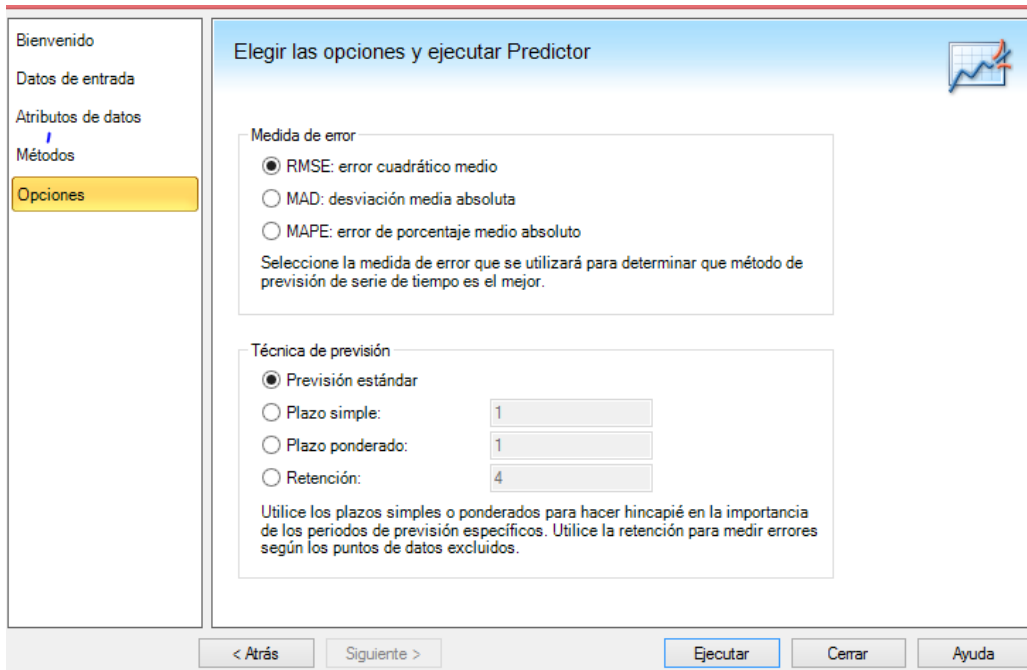 Bienvenido
Datos de entrada
Atributos de datos
Métodos
Opciones
Elegir las opciones y ejecutar Predictor
Medida de error
RMSE: error cuadrático medio
MAD: desviación media absoluta
MAPE: error de porcentaje medio absoluto
Seleccione la medida de error que se utilizará para determinar que método de
previsión de serie de tiempo es el mejor.
Técnica de previsión
Previsión estándar
Plazo simple: 1
Plazo ponderado: 1
Retención: 4
Utilice los plazos simples o ponderados para hacer hincapié en la importancia
de los periodos de previsión específicos. Utilice la retención para medir errores
según los puntos de datos excluidos.
< Atrás Siguiente > Ejecutar Cerrar Ayuda